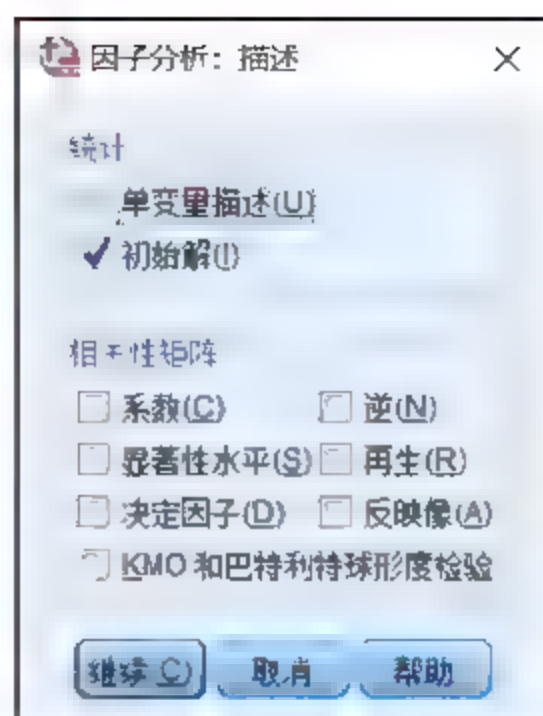 因子分析：描述
统计
单变量描述(U)
初始解(I)
相关性矩阵
系数(C) 逆(N)
显著性水平(S) 再生(R)
决定因子(D) 反映像(A)
KMO 和巴特利特球形度检验
继续(C) 取消 帮助